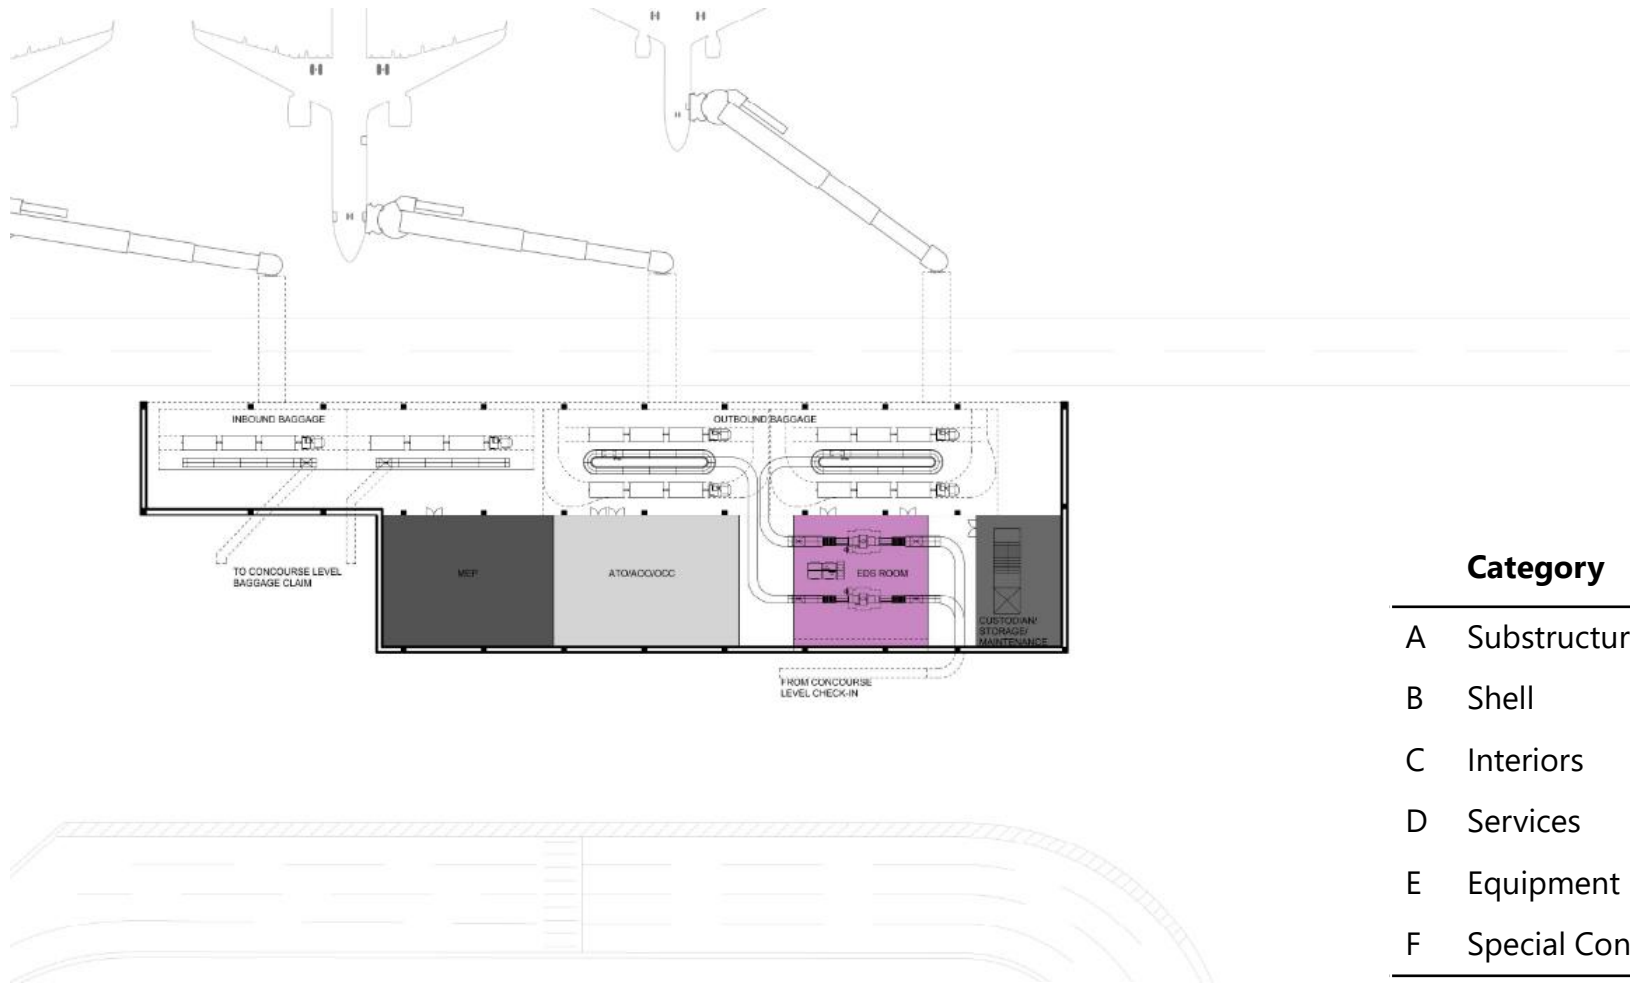 INBOUND BAGGAGE
OUTBOUND BAGGAGE
MEP
ATO/AOO/OCC
EDS ROOM
TO CONCOURSE LEVEL
BAGGAGE CLAIM
CUSTODIAN/
STORAGE/
MAINTENANCE
FROM CONCOURSE
LEVEL CHECK-IN
Category
A Substructur
B Shell
C Interiors
D Services
E Equipment
F Special Con